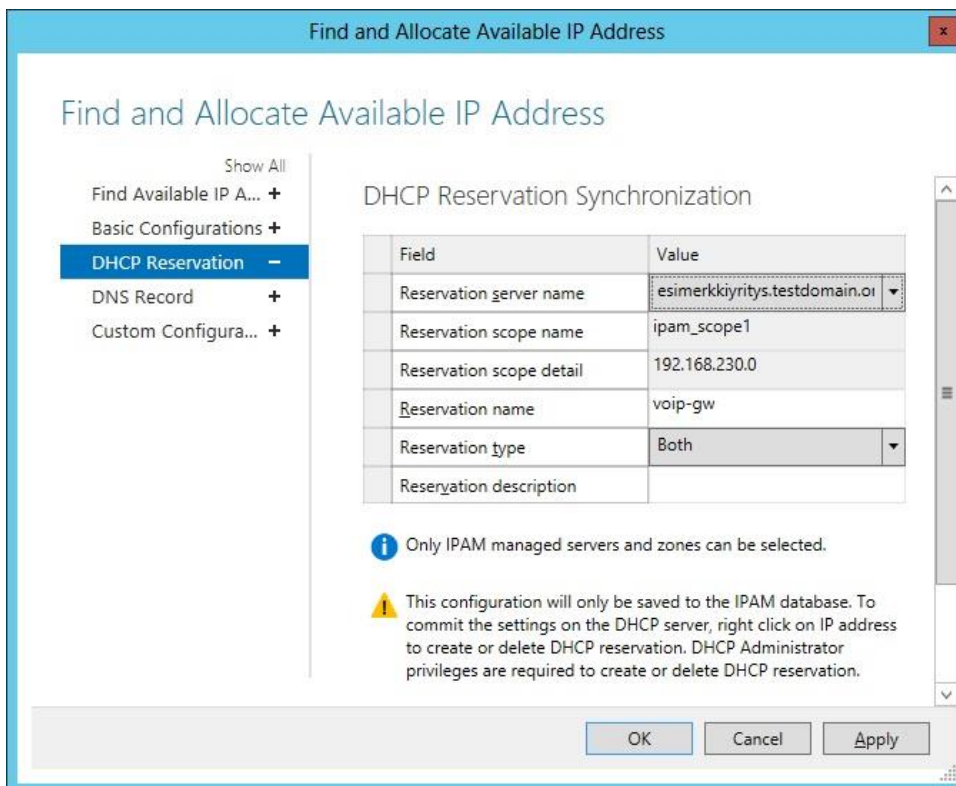 Find and Allocate Available IP Address
x
Find and Allocate Available IP Address
Show All
Find Available IP A... +
Basic Configurations +
DHCP Reservation –
DNS Record +
Custom Configura... +
DHCP Reservation Synchronization
Field Value
Reservation server name esimerkkiyritys.testdomain.or
Reservation scope name ipam_scope1
Reservation scope detail 192.168.230.0
Reservation name voip-gw
Reservation type Both
Reservation description
Only IPAM managed servers and zones can be selected.
This configuration will only be saved to the IPAM database. To
commit the settings on the DHCP server, right click on IP address
to create or delete DHCP reservation. DHCP Administrator
privileges are required to create or delete DHCP reservation.
OK Cancel Apply